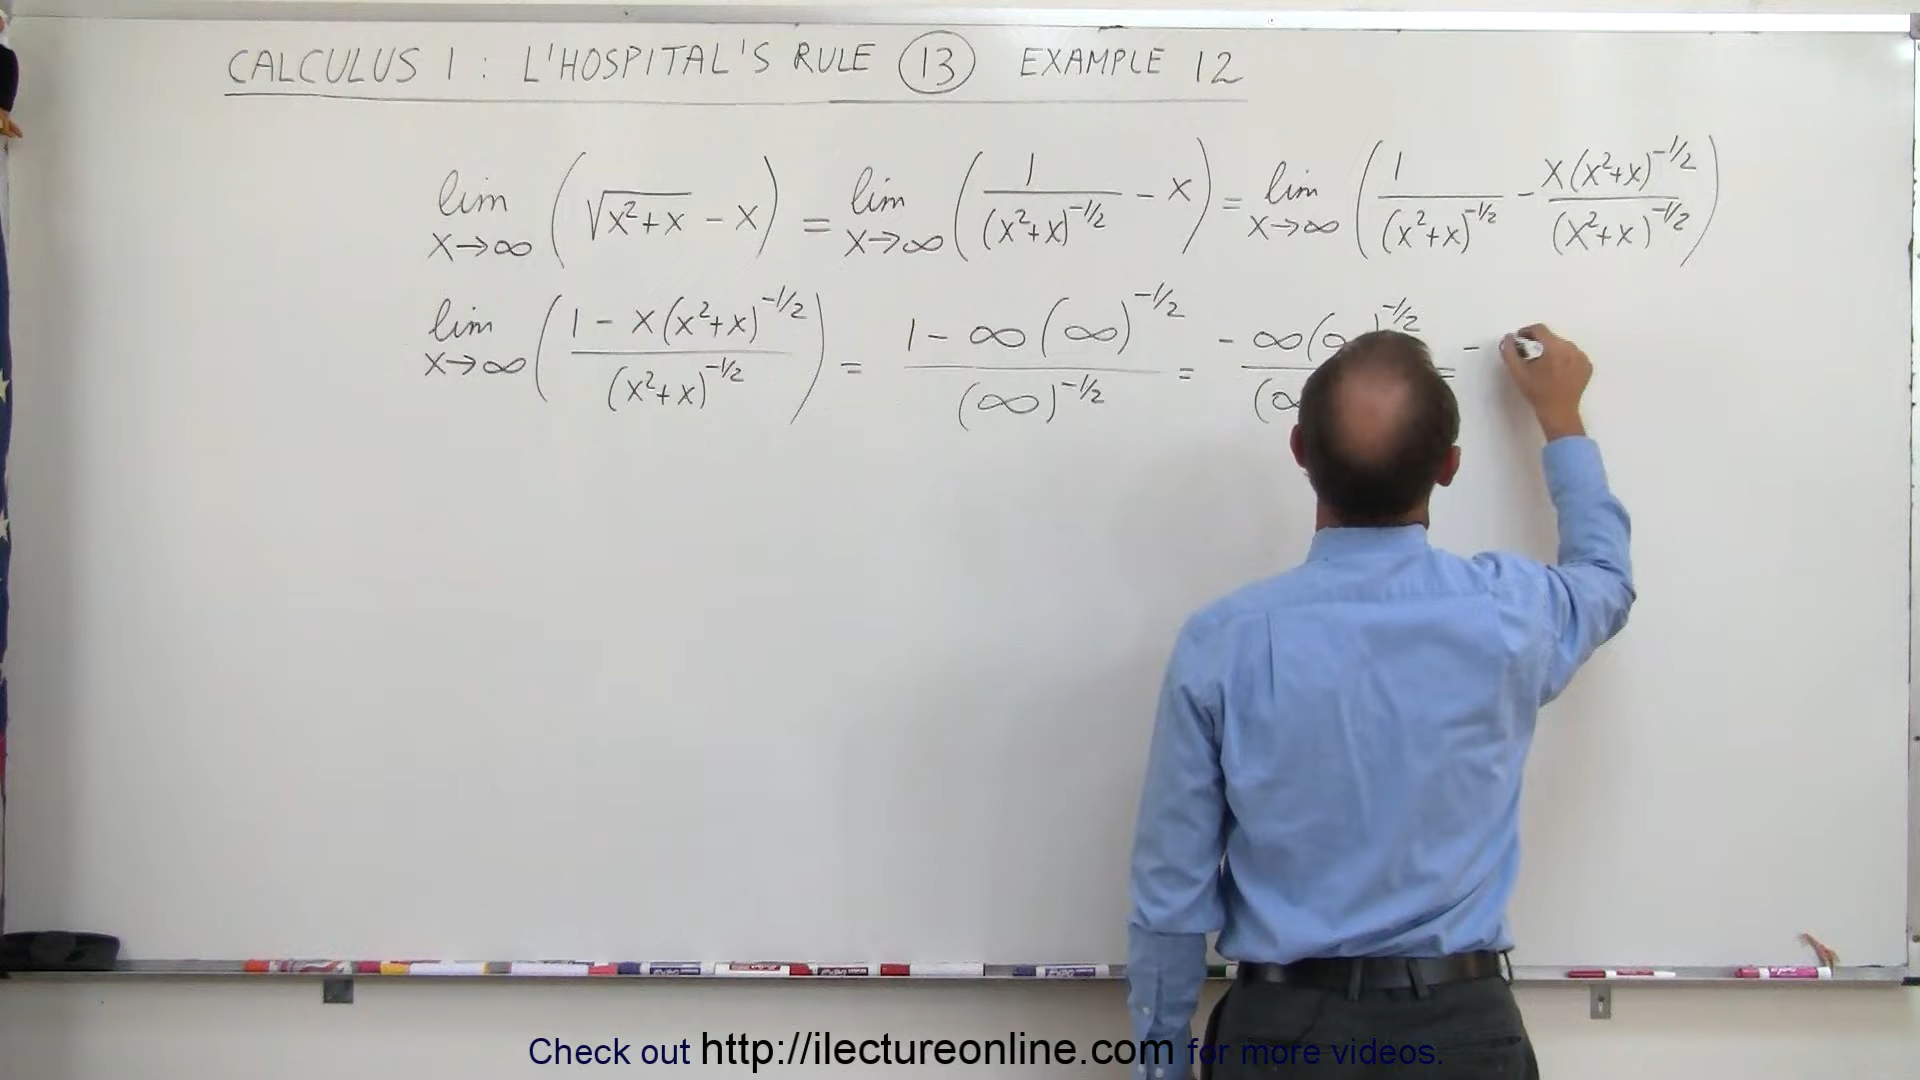 CALCULUS 1 : L'HOSPITAL'S RULE 13 EXAMPLE 12
lim x→∞ (√x²+x - x) = lim x→∞ (1/(x²+x)^-1/2 - x) = lim x→∞ (1/(x²+x)^-1/2 - x(x²+x)^-1/2/(x²+x)^-1/2)
lim x→∞ (1 - x(x²+x)^-1/2/(x²+x)^-1/2) = 1 - ∞(∞)^-1/2/(∞)^-1/2 = - ∞(∞)^-1/2/(∞ = -
Check out http://ilectureonline.com for more videos.